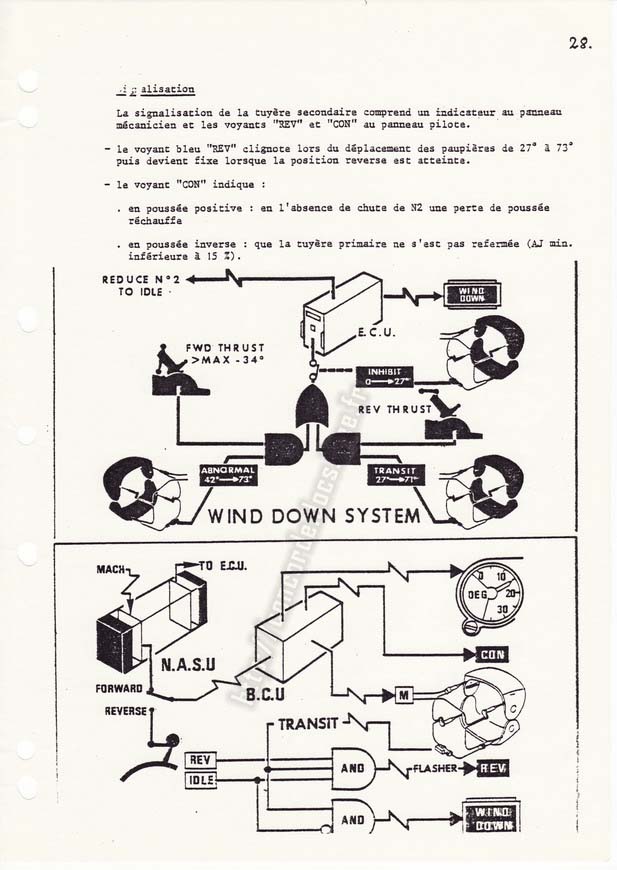 28.
Signalisation
La signalisation de la tuyère secondaire comprend un indicateur au panneau
mécanicien et les voyants "REV" et "CON" au panneau pilote.
- le voyant bleu "REV" clignote lors du déplacement des paupières de 27° à 73°
puis devient fixe lorsque la position reverse est atteinte.
- le voyant "CON" indique :
. en poussée positive : en l'absence de chute de N2 une perte de poussée
réchauffe
. en poussée inverse : que la tuyère primaire ne s'est pas refermée (AJ min.
inférieure à 15 %).
REDUCE N°2
TO IDLE
WIND
DOWN
E.C.U.
FWD THRUST
>MAX -34°
INHIBIT
0 27°
REV THRUST
ABNORMAL
42° 73°
TRANSIT
27° 71°
WIND DOWN SYSTEM
MACH
TO E.C.U.
0
10
DEG
20
30
N.A.S.U
B.C.U
CON
FORWARD
M
REVERSE
TRANSIT
REV
IDLE
AND
FLASHER
REV.
AND
WIND
DOWN